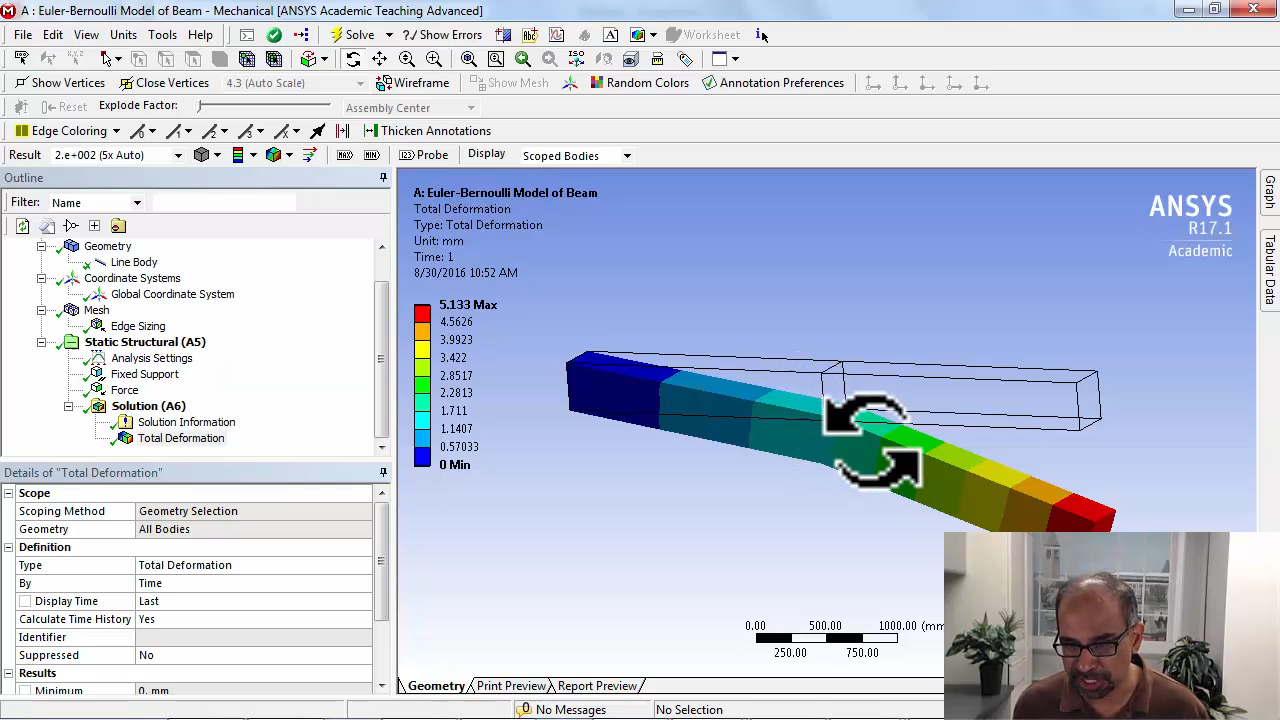 A : Euler-Bernoulli Model of Beam - Mechanical [ANSYS Academic Teaching Advanced]
File Edit View Units Tools Help Solve Show Errors Worksheet
Show Vertices Close Vertices 4.3 (Auto Scale) Wireframe Show Mesh Random Colors Annotation Preferences
Reset Explode Factor: Assembly Center
Edge Coloring Thicken Annotations
Result 2.e+002 (5x Auto) MAX MIN Probe Display Scoped Bodies
Outline
Filter: Name
Geometry
Line Body
Coordinate Systems
Global Coordinate System
Mesh
Edge Sizing
Static Structural (A5)
Analysis Settings
Fixed Support
Force
Solution (A6)
Solution Information
Total Deformation
Details of "Total Deformation"
Scope
Scoping Method Geometry Selection
Geometry All Bodies
Definition
Type Total Deformation
By Time
Display Time Last
Calculate Time History Yes
Identifier
Suppressed No
Results
Minimum 0. mm
A: Euler-Bernoulli Model of Beam
Total Deformation
Type: Total Deformation
Unit: mm
Time: 1
8/30/2016 10:52 AM
5.133 Max
4.5626
3.9923
3.422
2.8517
2.2813
1.711
1.1407
0.57033
0 Min
ANSYS
R17.1
Academic
0.00 500.00 1000.00 (mm
250.00 750.00
Geometry Print Preview Report Preview
No Messages No Selection
Graph
Tabular Data